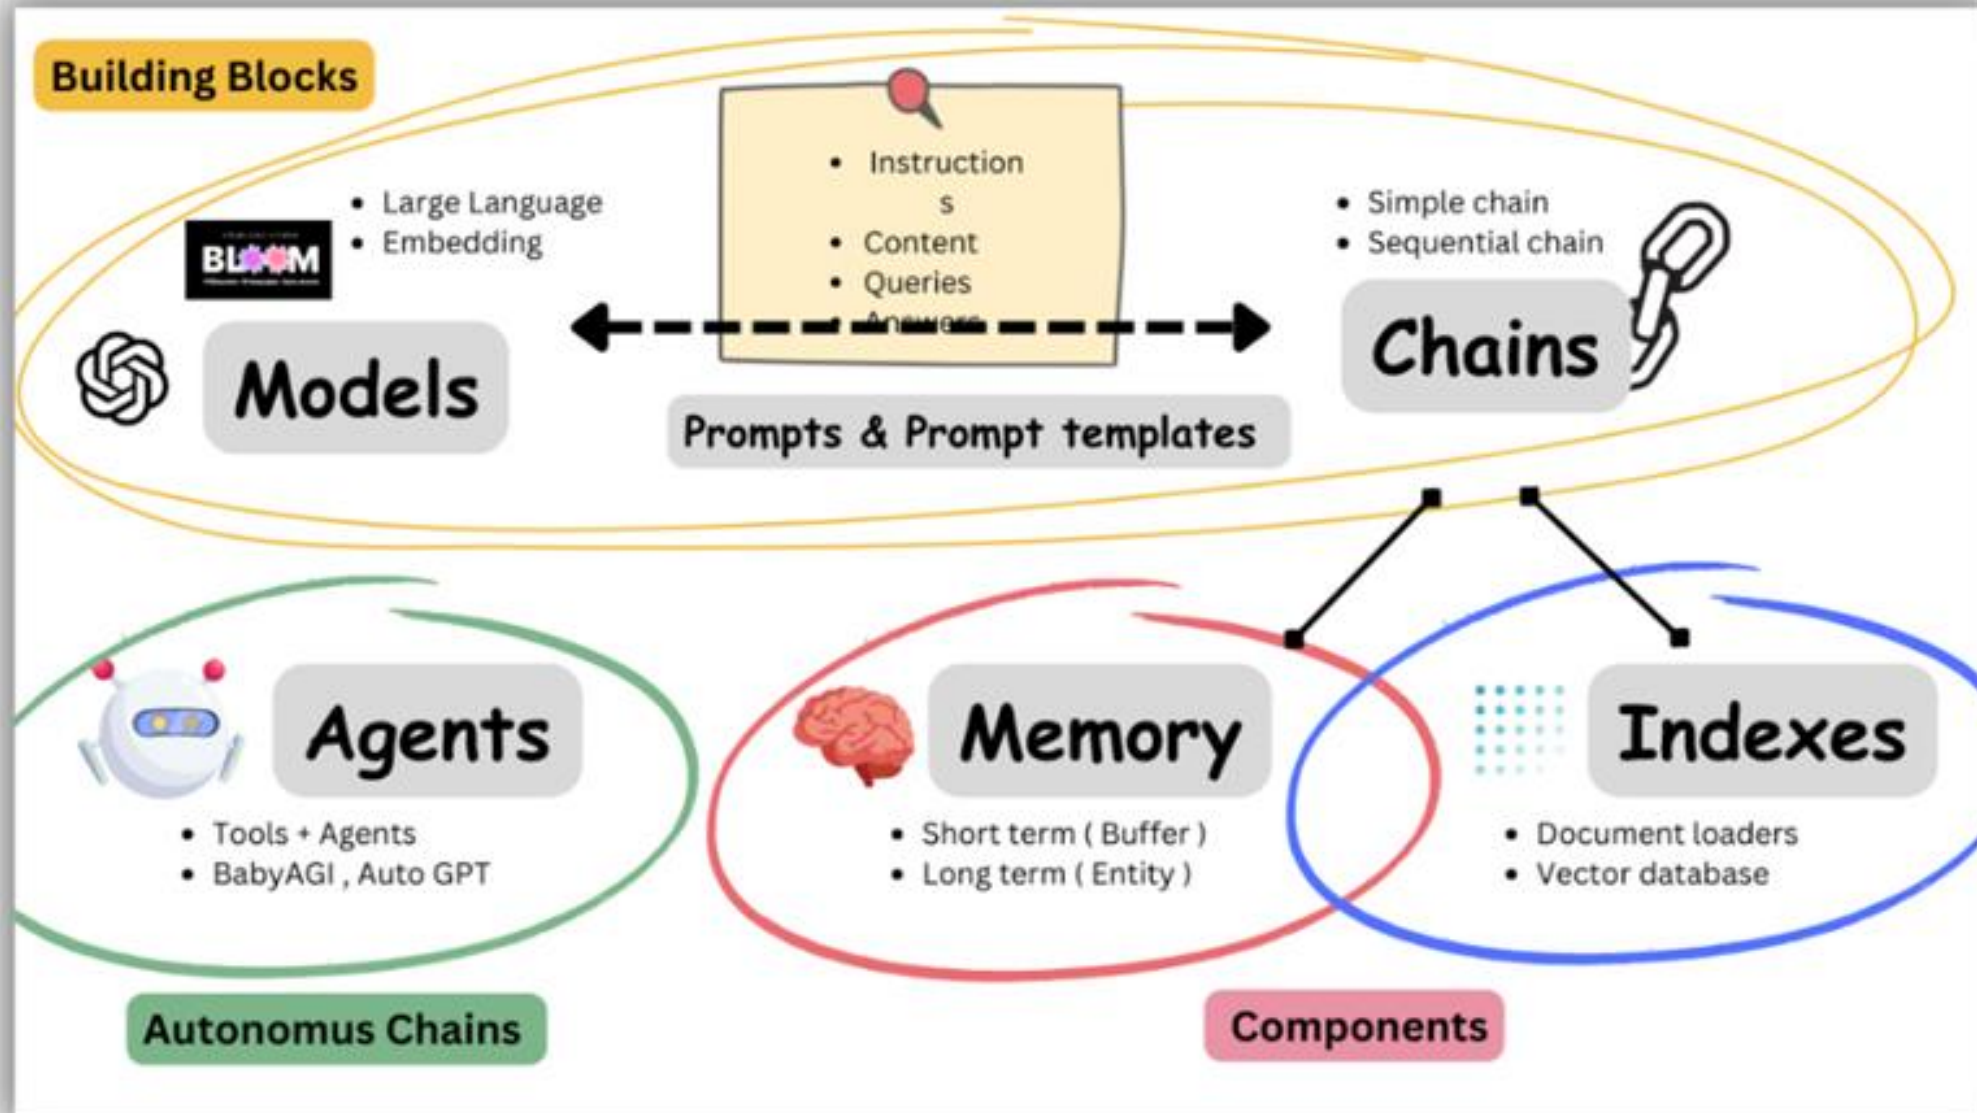 Building Blocks
• Instruction
s
• Content
• Queries
• Answers
• Large Language
• Embedding
BLOOM
Models
Prompts & Prompt templates
• Simple chain
• Sequential chain
Chains
Agents
• Tools + Agents
• BabyAGI , Auto GPT
Autonomus Chains
Memory
• Short term ( Buffer )
• Long term ( Entity )
Indexes
• Document loaders
• Vector database
Components